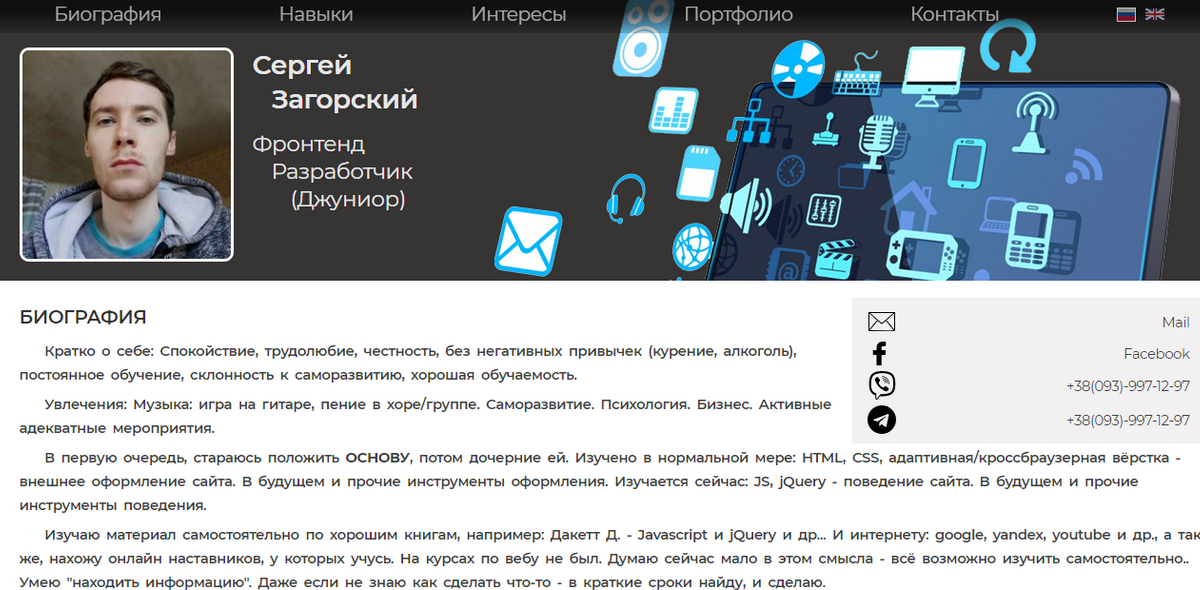 Биография Навыки Интересы Портфолио Контакты
Сергей
Загорский
Фронтенд
Разработчик
(Джуниор)
БИОГРАФИЯ
Кратко о себе: Спокойствие, трудолюбие, честность, без негативных привычек (курение, алкоголь),
постоянное обучение, склонность к саморазвитию, хорошая обучаемость.
Увлечения: Музыка: игра на гитаре, пение в хоре/группе. Саморазвитие. Психология. Бизнес. Активные
адекватные мероприятия.
Mail
Facebook
+38(093)-997-12-97
+38(093)-997-12-97
В первую очередь, стараюсь положить ОСНОВУ, потом дочерние ей. Изучено в нормальной мере: HTML, CSS, адаптивная/кроссбраузерная вёрстка -
внешнее оформление сайта. В будущем и прочие инструменты оформления. Изучается сейчас: JS, jQuery - поведение сайта. В будущем и прочие
инструменты поведения.
Изучаю материал самостоятельно по хорошим книгам, например: Дакетт Д. - Javascript и jQuery и др... И интернету: google, yandex, youtube и др., а так
же, нахожу онлайн наставников, у которых учусь. На курсах по вебу не был. Думаю сейчас мало в этом смысла - всё возможно изучить самостоятельно..
Умею "находить информацию". Даже если не знаю как сделать что-то - в краткие сроки найду, и сделаю.